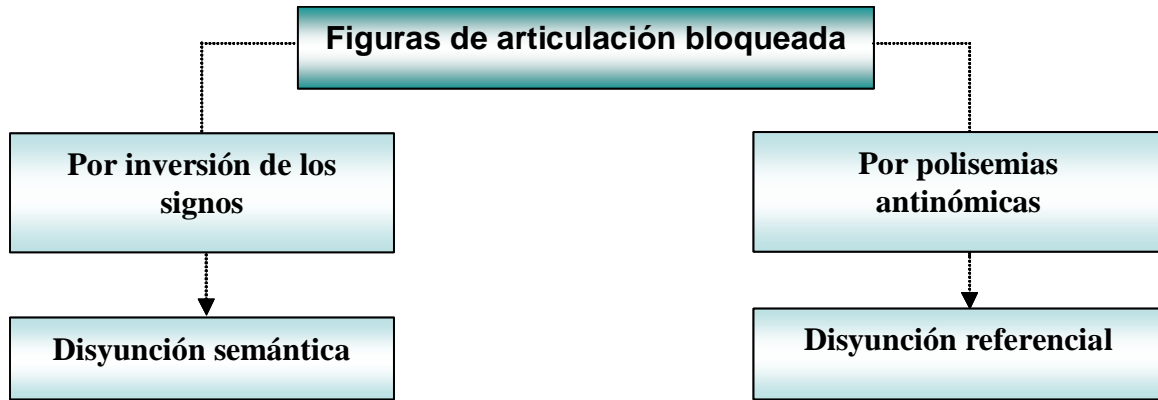 Figuras de articulación bloqueada
Por inversión de los
signos
Por polisemias
antinómicas
Disyunción semántica
Disyunción referencial